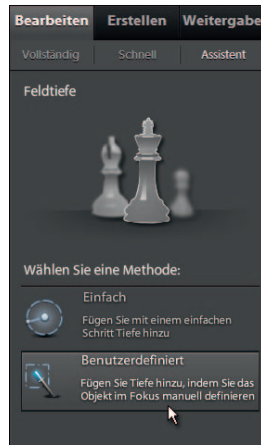 Bearbeiten Erstellen Weitergabe
Vollständig Schnell Assistent
Feldtiefe
Wählen Sie eine Methode:
Einfach
Fügen Sie mit einem einfachen
Schritt Tiefe hinzu
Benutzerdefiniert
Fügen Sie Tiefe hinzu, indem Sie das
Objekt im Fokus manuell definieren